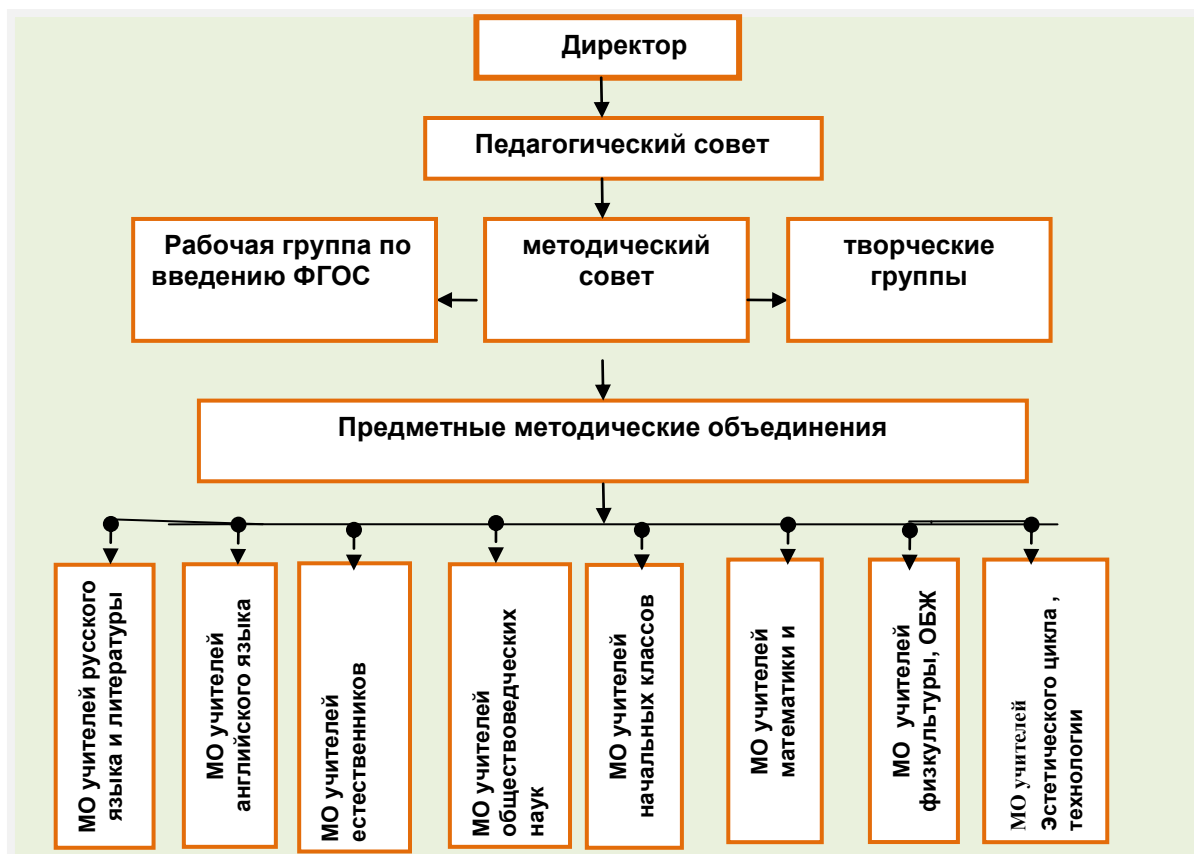 Директор
Педагогический совет
Рабочая группа по
введению ФГОС
методический
совет
творческие
группы
Предметные методические объединения
МО учителей русского
языка и литературы
МО учителей
английского языка
МО учителей
естественников
МО учителей
обществоведческих
наук
МО учителей
начальных классов
МО учителей
математики и
МО учителей
физкультуры, ОБЖ
МО учителей
Эстетического цикла ,
технологии